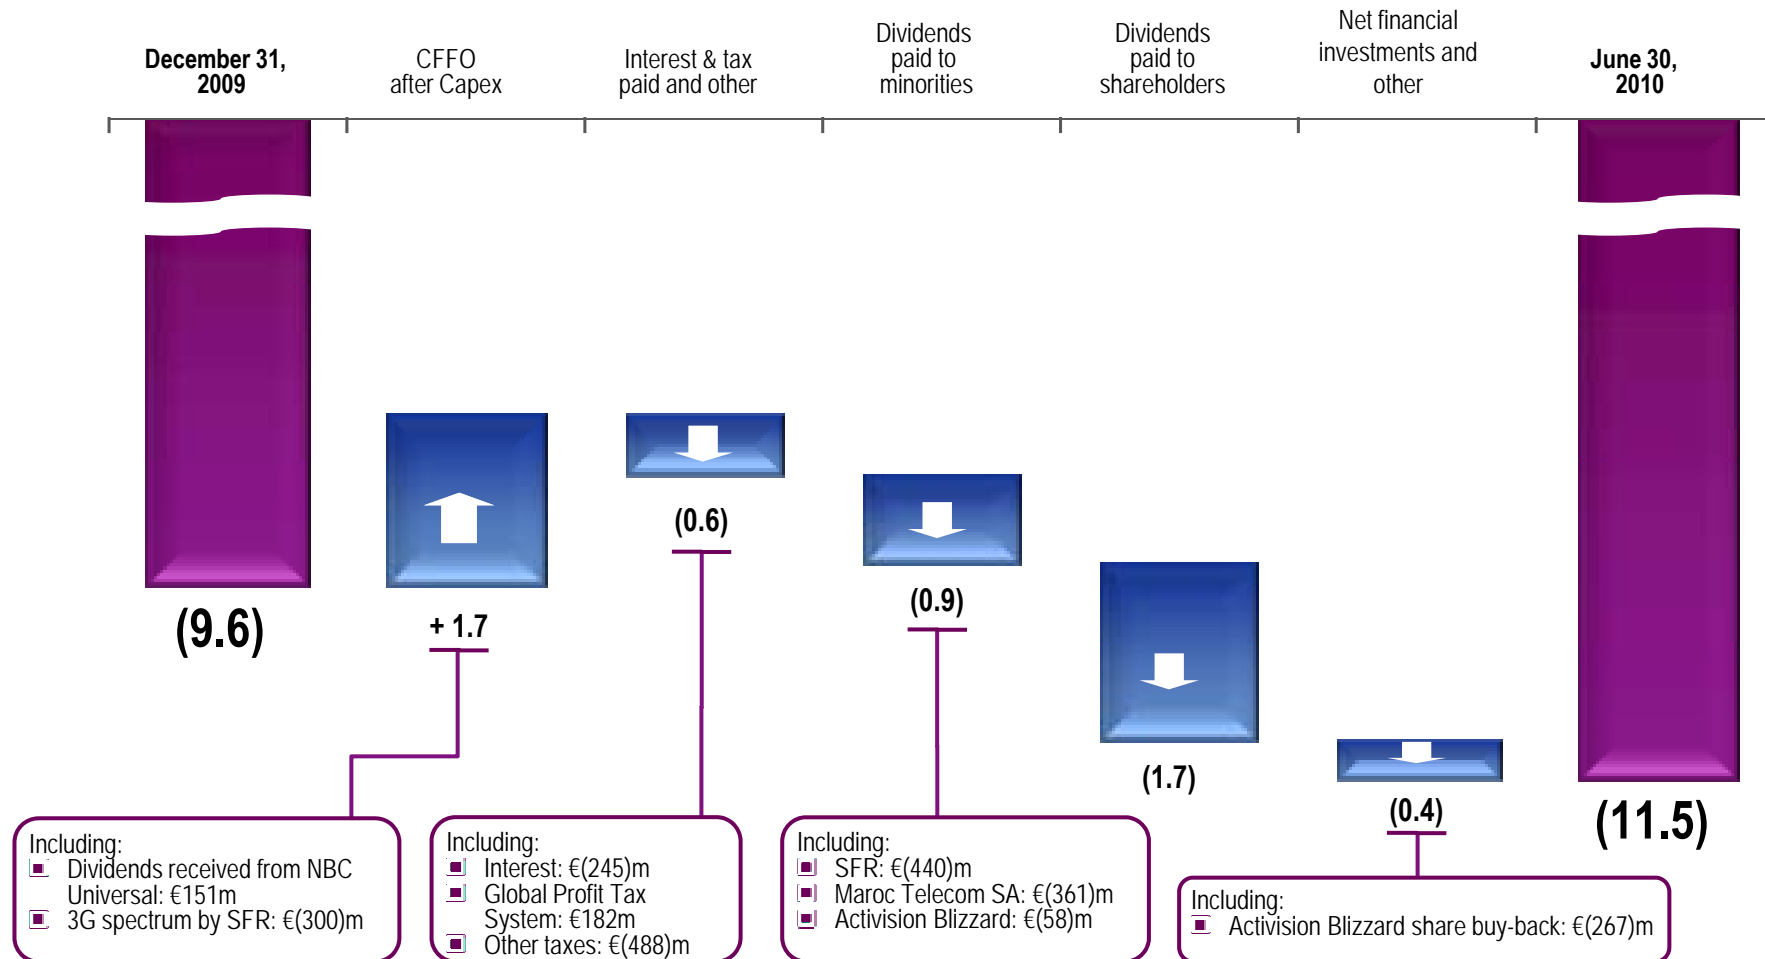 December 31,
2009
CFFO
after Capex
Interest & tax
paid and other
Dividends
paid to
minorities
Dividends
paid to
shareholders
Net financial
investments and
other
June 30,
2010
(9.6)
+ 1.7
(0.6)
(0.9)
(1.7)
(0.4)
(11.5)
Including:
Dividends received from NBC
Universal: €151m
3G spectrum by SFR: €(300)m
Including:
Interest: €(245)m
Global Profit Tax
System: €182m
Other taxes: €(488)m
Including:
SFR: €(440)m
Maroc Telecom SA: €(361)m
Activision Blizzard: €(58)m
Including:
Activision Blizzard share buy-back: €(267)m